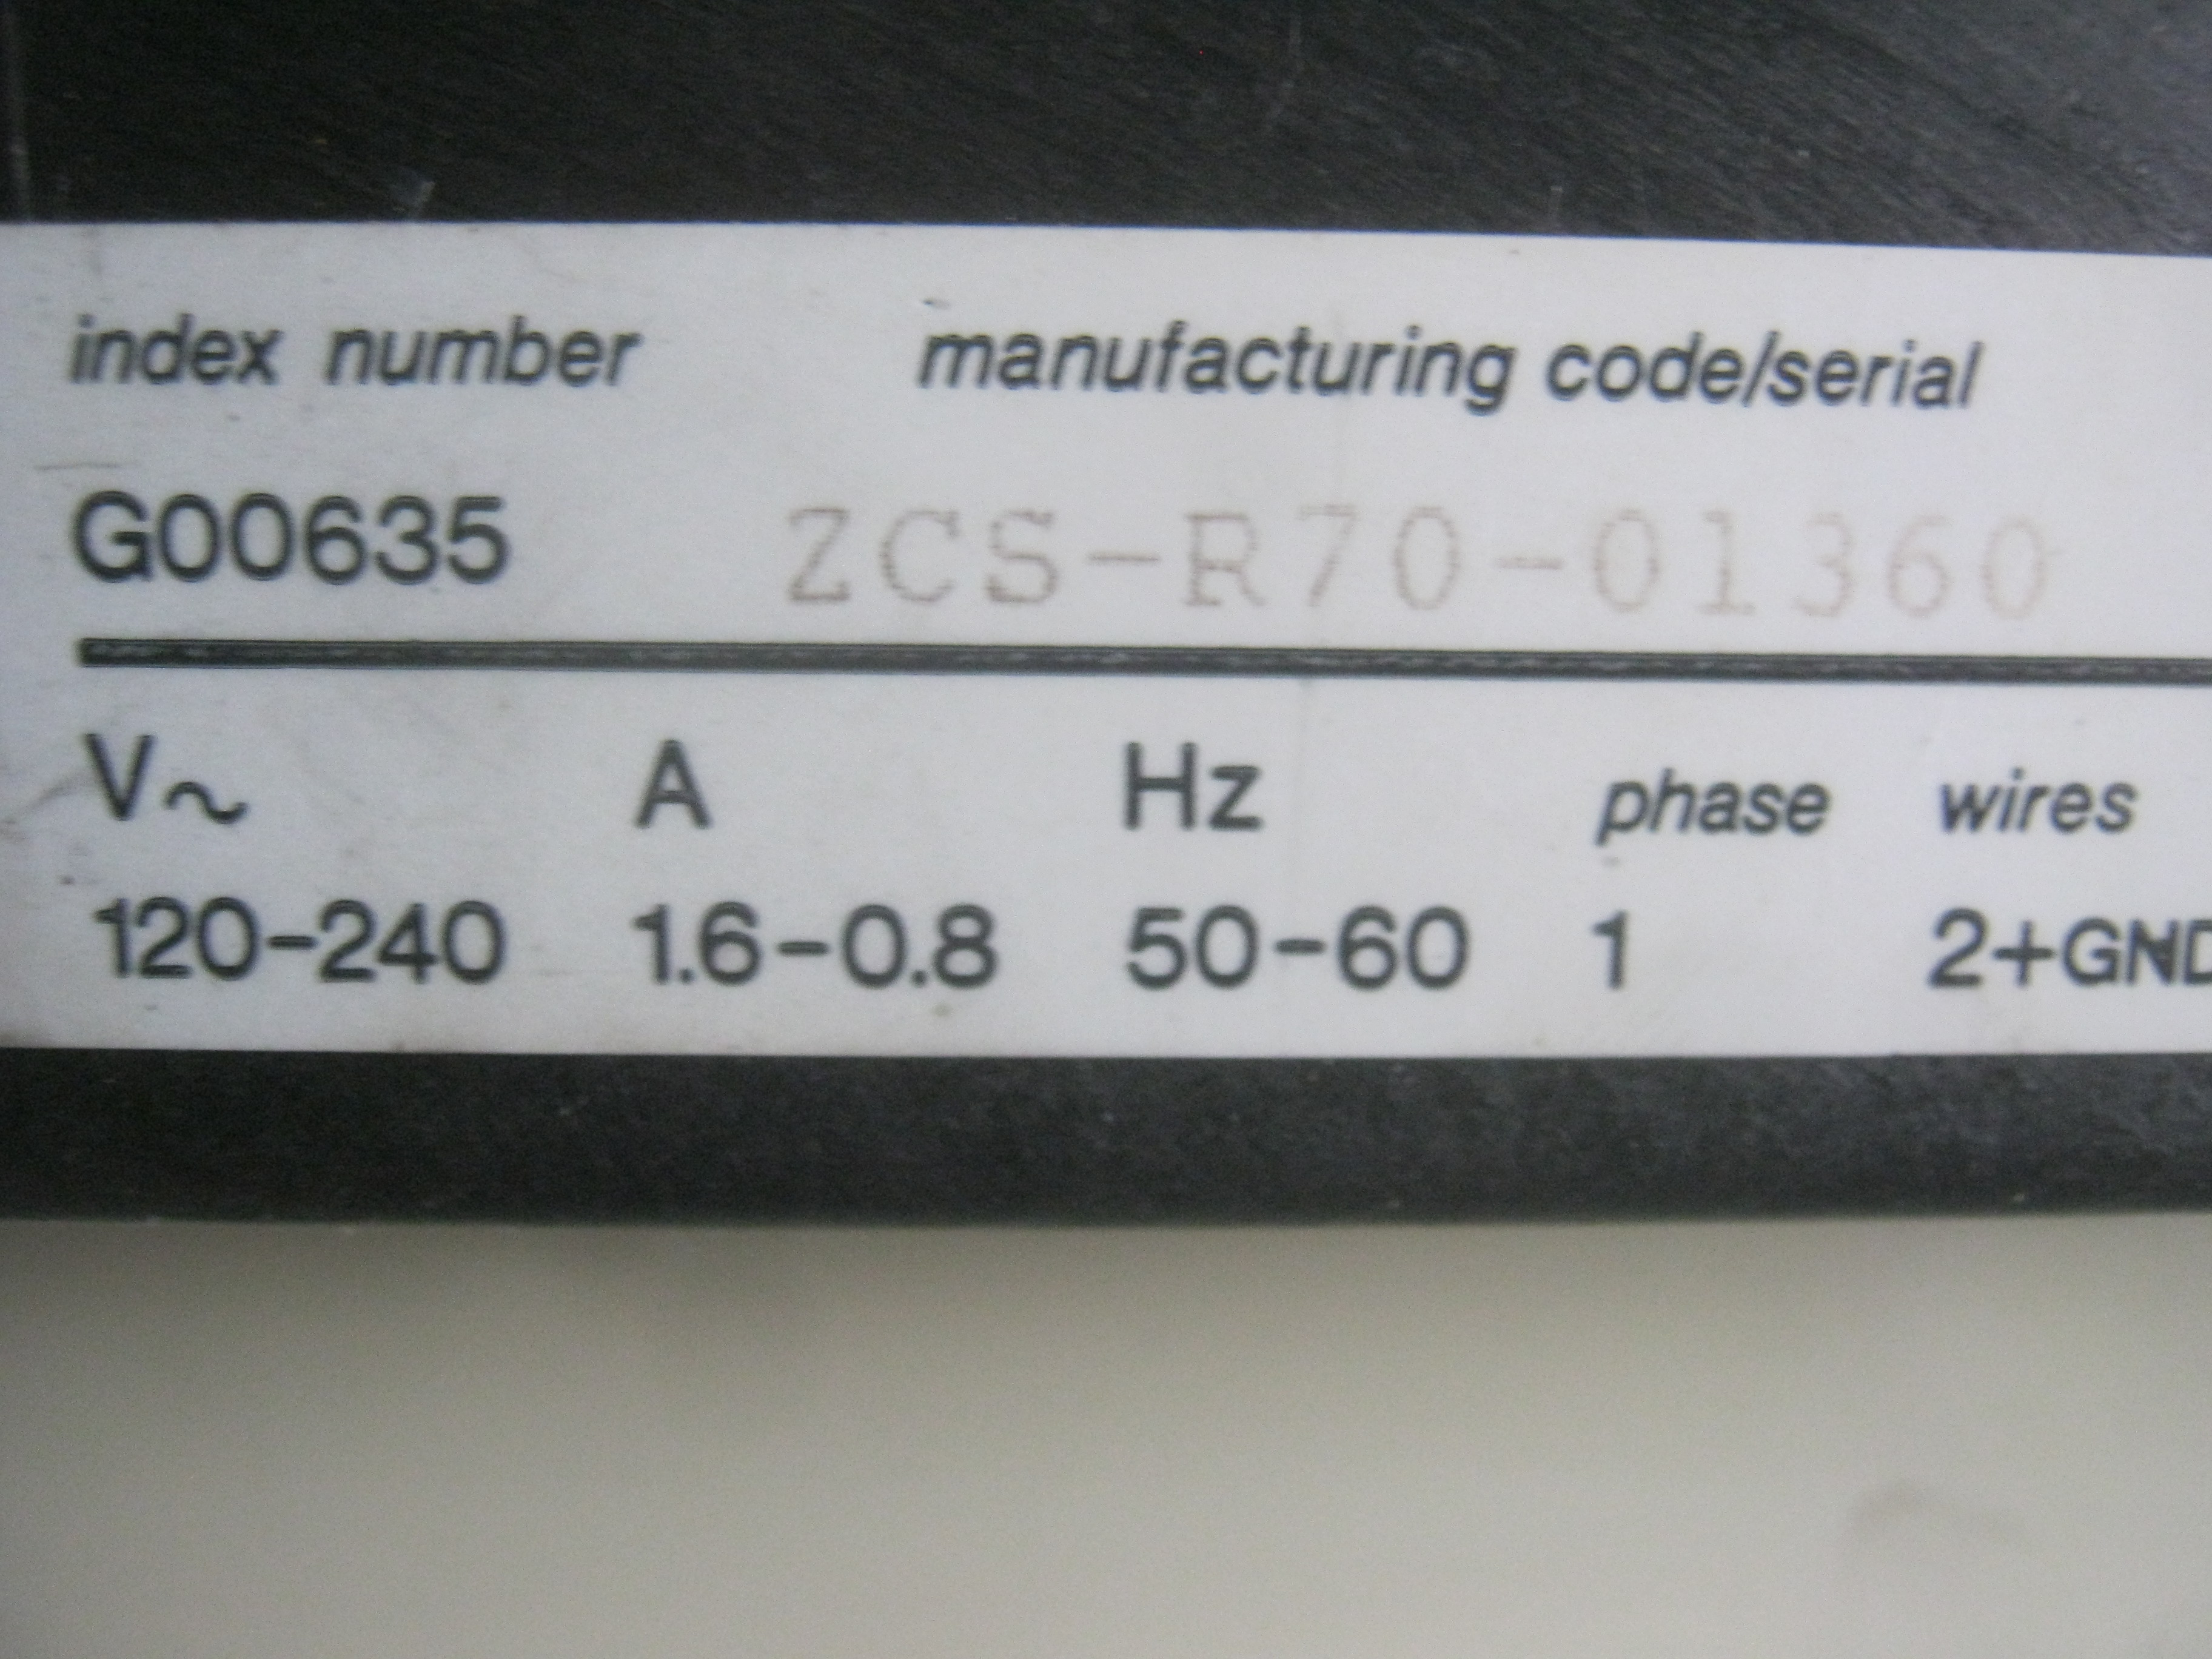 index number manufacturing code/serial
G00635 ZCS-R70-01360
V~ A Hz phase wires
120-240 1.6-0.8 50-60 1 2+GND